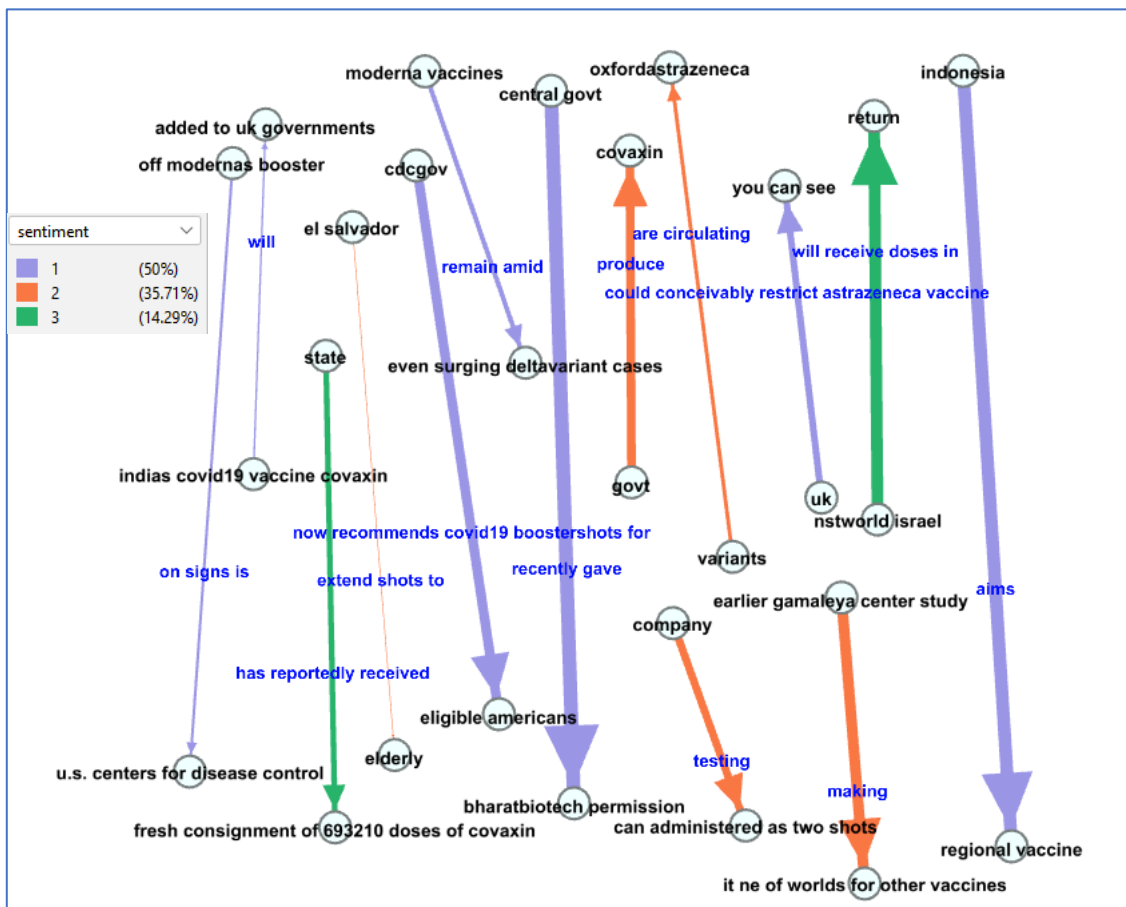 moderna vaccines
oxfordastrazeneca
indonesia
central govt
return
added to uk governments
off modernas booster
covaxin
cdcgov
you can see
sentiment
1 (50%)
2 (35.71%)
3 (14.29%)
will
el salvador
are circulating
will receive doses in
remain amid
produce
could conceivably restrict astrazeneca vaccine
state
even surging deltavariant cases
indias covid19 vaccine covaxin
govt
uk
nstworld israel
now recommends covid19 boostershots for
variants
on signs is
extend shots to
recently gave
aims
earlier gamaleya center study
company
has reportedly received
eligible americans
elderly
testing
u.s. centers for disease control
making
bharatbiotech permission
fresh consignment of 693210 doses of covaxin
can administered as two shots
regional vaccine
it ne of worlds for other vaccines